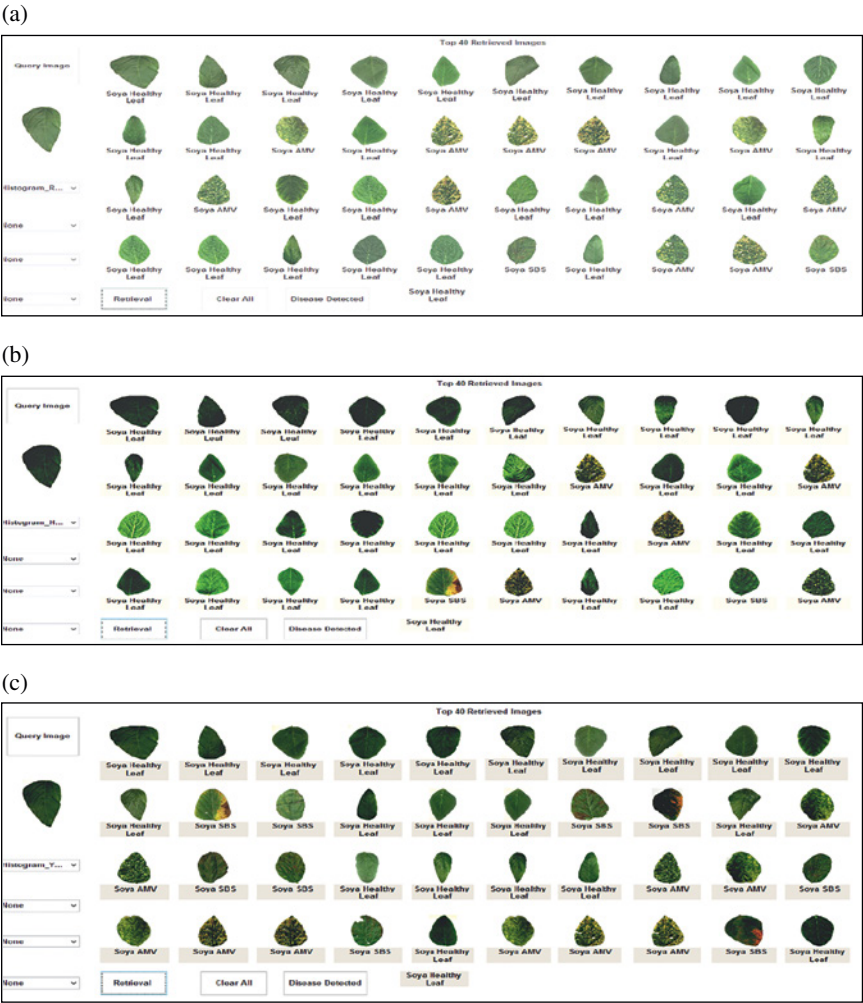 (a)
Top 40 Retrieved Images
Query Image
Soya Healthy Soya Healthy Soya Healthy Soya Healthy Soya Healthy Soya Healthy Soya Healthy Soya Healthy Soya Healthy Soya Healthy
Leaf Leaf Leaf Leaf Leaf Leaf Leaf Leaf Leaf Leaf
Soya Healthy Soya Healthy Soya AMV Soya Healthy Soya AMV Soya AMV Soya AMV Soya Healthy Soya AMV Soya Healthy
Leaf Leaf Leaf Leaf Leaf
Histogram_R...
Soya Healthy Soya AMV Soya Healthy Soya Healthy Soya AMV Soya Healthy Soya Healthy Soya AMV Soya Healthy Soya AMV
Leaf Leaf Leaf Leaf Leaf Leaf
None
None
Soya Healthy Soya Healthy Soya Healthy Soya Healthy Soya Healthy Soya SBS Soya Healthy Soya AMV Soya AMV Soya SBS
Leaf Leaf Leaf Leaf Leaf Leaf
None Retrieval Clear All Disease Detected Soya Healthy
Leaf
(b)
Top 40 Retrieved Images
Query Image
Soya Healthy Soya Healthy Soya Healthy Soya Healthy Soya Healthy Soya Healthy Soya Healthy Soya Healthy Soya Healthy Soya Healthy
Leaf Leaf Leaf Leaf Leaf Leaf Leaf Leaf Leaf Leaf
Soya Healthy Soya Healthy Soya Healthy Soya Healthy Soya Healthy Soya Healthy Soya AMV Soya Healthy Soya Healthy Soya AMV
Leaf Leaf Leaf Leaf Leaf Leaf Leaf Leaf
Histogram_H...
Soya Healthy Soya Healthy Soya Healthy Soya Healthy Soya Healthy Soya Healthy Soya Healthy Soya AMV Soya Healthy Soya Healthy
Leaf Leaf Leaf Leaf Leaf Leaf Leaf Leaf Leaf
None
None
Soya Healthy Soya Healthy Soya Healthy Soya Healthy Soya SBS Soya AMV Soya Healthy Soya Healthy Soya SBS Soya AMV
Leaf Leaf Leaf Leaf Leaf Leaf
None Retrieval Clear All Disease Detected Soya Healthy
Leaf
(c)
Top 40 Retrieved Images
Query Image
Soya Healthy Soya Healthy Soya Healthy Soya Healthy Soya Healthy Soya Healthy Soya Healthy Soya Healthy Soya Healthy Soya Healthy
Leaf Leaf Leaf Leaf Leaf Leaf Leaf Leaf Leaf Leaf
Soya Healthy Soya SBS Soya SBS Soya Healthy Soya Healthy Soya Healthy Soya SBS Soya SBS Soya Healthy Soya AMV
Leaf Leaf Leaf Leaf Leaf
Histogram_Y...
Soya AMV Soya SBS Soya SBS Soya Healthy Soya Healthy Soya Healthy Soya Healthy Soya AMV Soya AMV Soya SBS
Leaf Leaf Leaf Leaf
None
None
Soya AMV Soya AMV Soya AMV Soya SBS Soya Healthy Soya AMV Soya AMV Soya AMV Soya SBS Soya Healthy
Leaf Leaf
None Retrieval Clear All Disease Detected Soya Healthy
Leaf